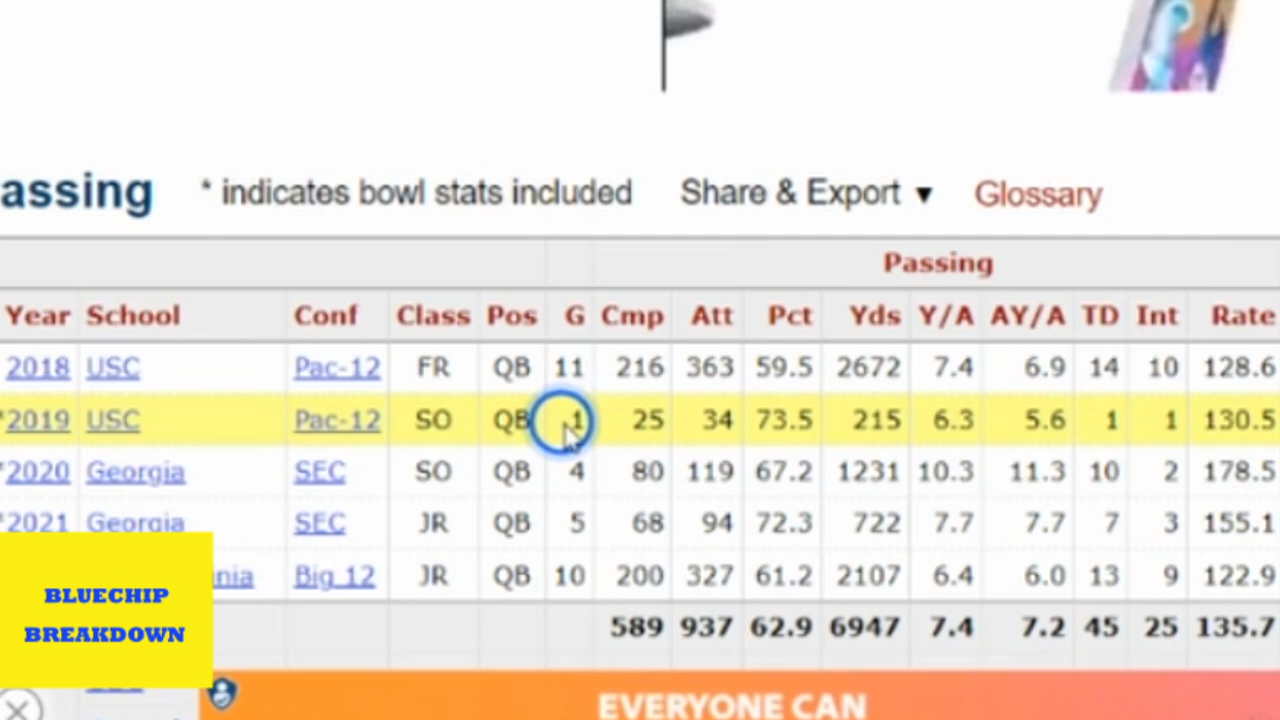 assing * indicates bowl stats included Share & Export ▼ Glossary
Passing
Year School Conf Class Pos G Cmp Att Pct Yds Y/A AY/A TD Int Rate
2018 USC Pac-12 FR QB 11 216 363 59.5 2672 7.4 6.9 14 10 128.6
*2019 USC Pac-12 SO QB 1 25 34 73.5 215 6.3 5.6 1 1 130.5
*2020 Georgia SEC SO QB 4 80 119 67.2 1231 10.3 11.3 10 2 178.5
*2021 Georgia SEC JR QB 5 68 94 72.3 722 7.7 7.7 7 3 155.1
nia Big 12 JR QB 10 200 327 61.2 2107 6.4 6.0 13 9 122.9
589 937 62.9 6947 7.4 7.2 45 25 135.7
BLUECHIP
BREAKDOWN
EVERYONE CAN